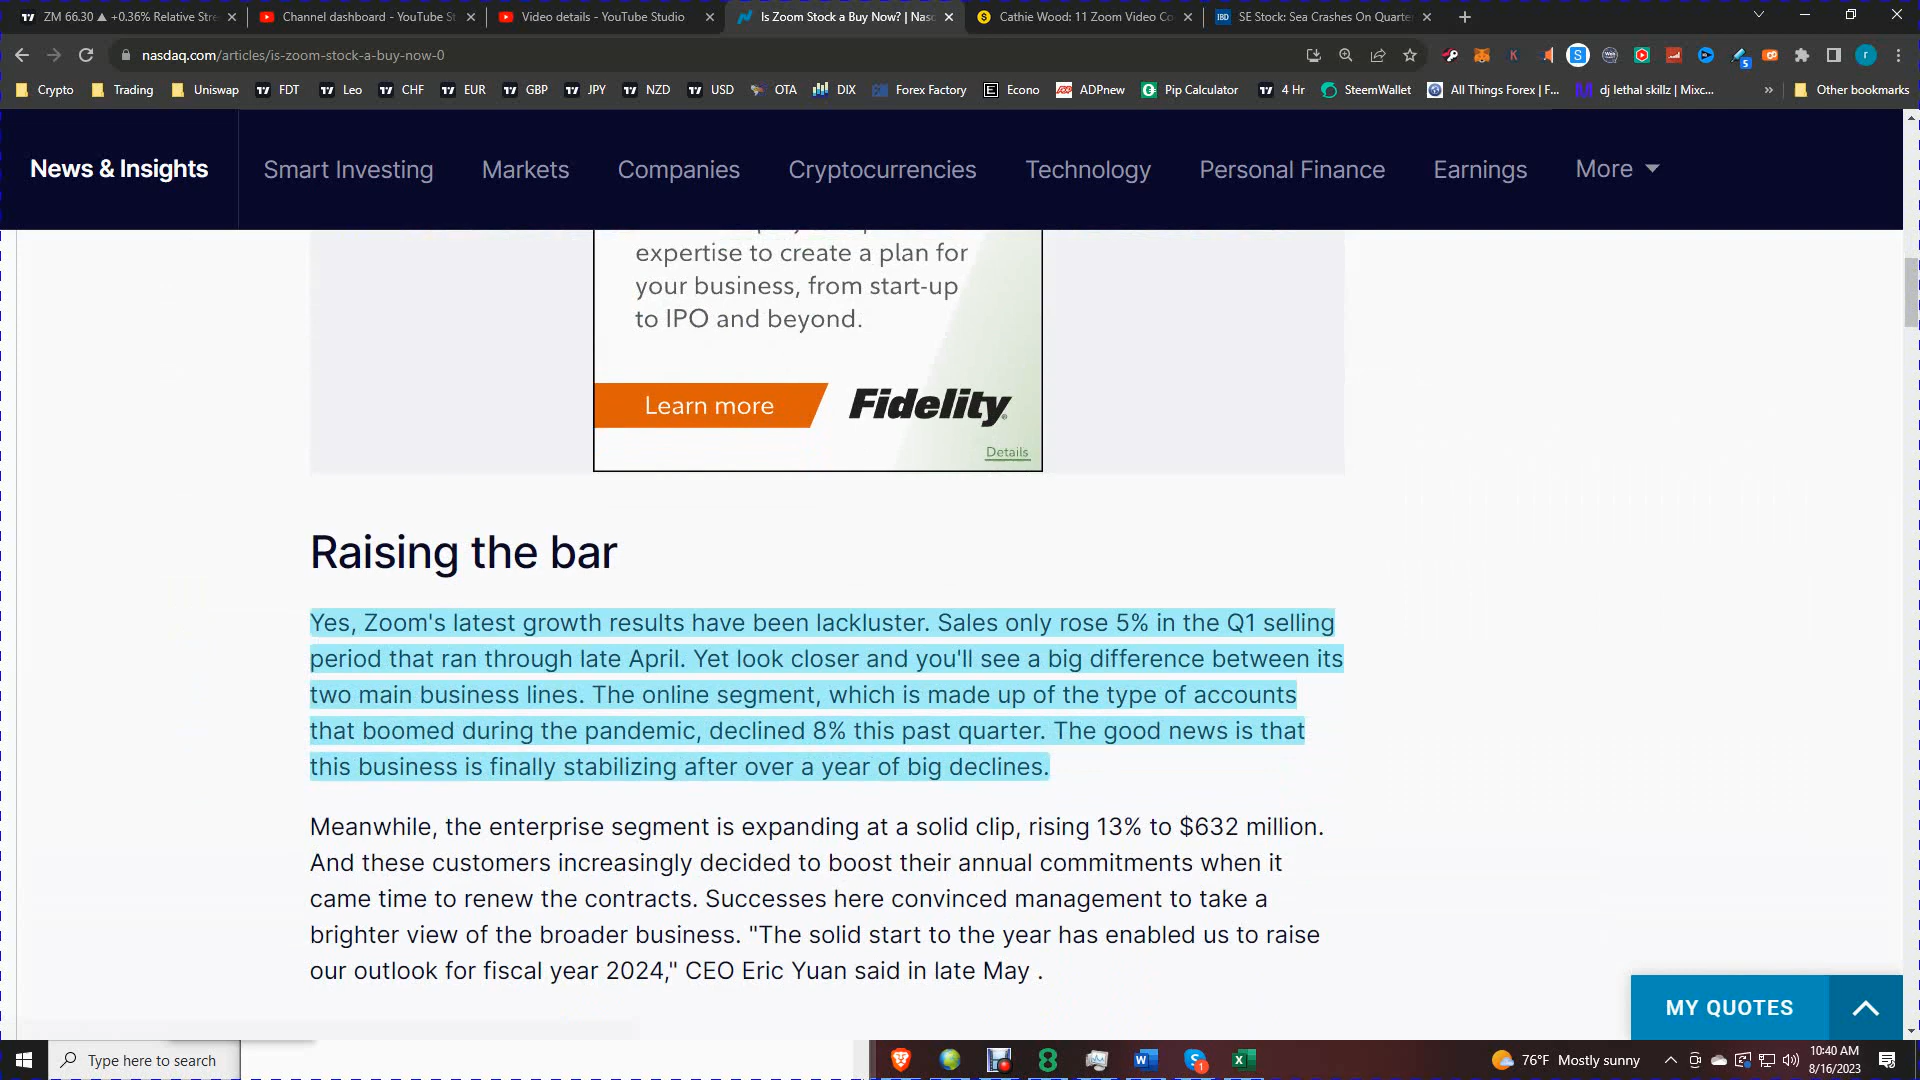 ZM 66.30 ▲ +0.36% Relative Stre
Channel dashboard - YouTube St
Video details - YouTube Studio
Is Zoom Stock a Buy Now? | Nasd
Cathie Wood: 11 Zoom Video Co
SE Stock: Sea Crashes On Quarte
nasdaq.com/articles/is-zoom-stock-a-buy-now-0
Crypto
Trading
Uniswap
FDT
Leo
CHF
EUR
GBP
JPY
NZD
USD
OTA
DIX
Forex Factory
Econo
ADPnew
Pip Calculator
4 Hr
SteemWallet
All Things Forex | F...
dj lethal skillz | Mixc...
Other bookmarks
News & Insights
Smart Investing
Markets
Companies
Cryptocurrencies
Technology
Personal Finance
Earnings
More
expertise to create a plan for
your business, from start-up
to IPO and beyond.
Learn more
Fidelity
Details
Raising the bar
Yes, Zoom's latest growth results have been lackluster. Sales only rose 5% in the Q1 selling
period that ran through late April. Yet look closer and you'll see a big difference between its
two main business lines. The online segment, which is made up of the type of accounts
that boomed during the pandemic, declined 8% this past quarter. The good news is that
this business is finally stabilizing after over a year of big declines.
Meanwhile, the enterprise segment is expanding at a solid clip, rising 13% to $632 million.
And these customers increasingly decided to boost their annual commitments when it
came time to renew the contracts. Successes here convinced management to take a
brighter view of the broader business. "The solid start to the year has enabled us to raise
our outlook for fiscal year 2024," CEO Eric Yuan said in late May .
MY QUOTES
Type here to search
76°F Mostly sunny
10:40 AM
8/16/2023